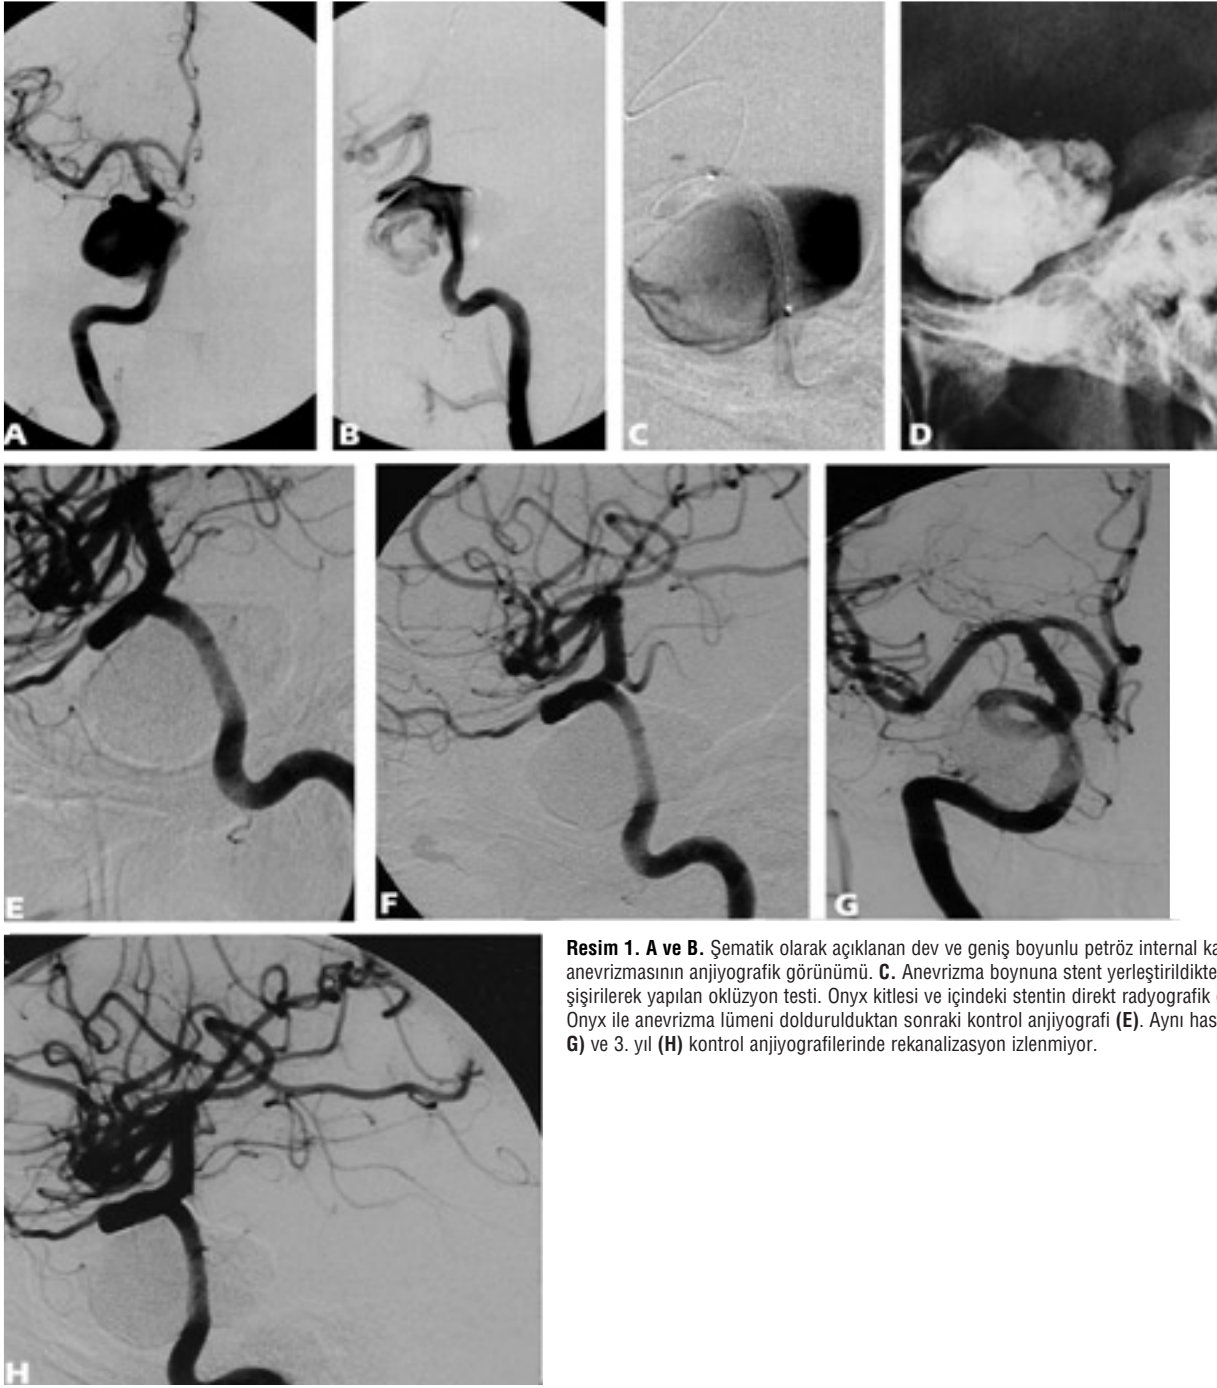 A
B
C
D
E
F
G
H
Resim 1. A ve B. Şematik olarak açıklanan dev ve geniş boyunlu petröz internal ka
anevrizmasının anjiyografik görünümü. C. Anevrizma boynuna stent yerleştirildikte
şişirilerek yapılan oklüzyon testi. Onyx kitlesi ve içindeki stentin direkt radyografik
Onyx ile anevrizma lümeni doldurulduktan sonraki kontrol anjiyografi (E). Aynı has
G) ve 3. yıl (H) kontrol anjiyografilerinde rekanalizasyon izlenmiyor.